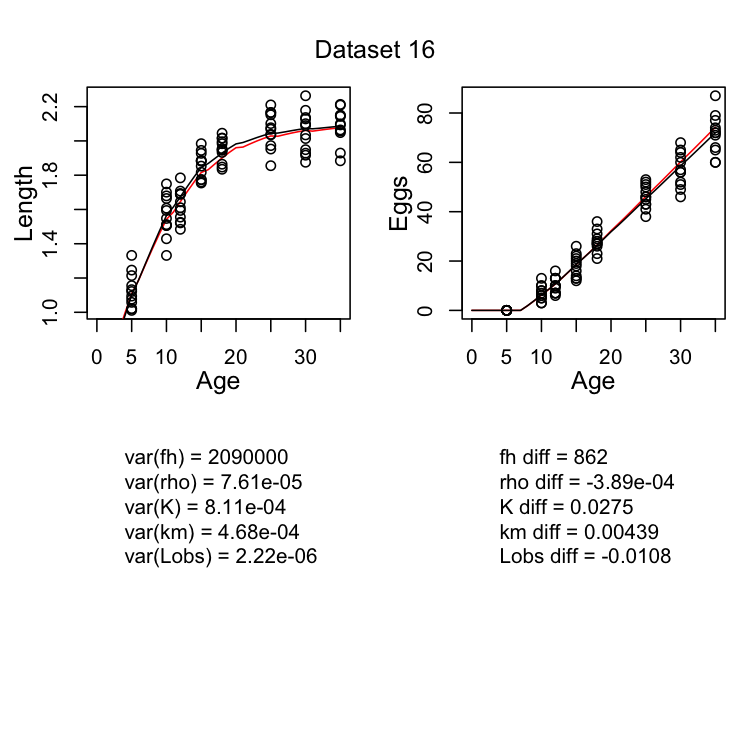 Dataset 16
Length
2.2
1.8
1.4
1.0
0 5 10 20 30
Age
Eggs
80
60
40
20
0
0 5 10 20 30
Age
var(fh) = 2090000
var(rho) = 7.61e-05
var(K) = 8.11e-04
var(km) = 4.68e-04
var(Lobs) = 2.22e-06
fh diff = 862
rho diff = -3.89e-04
K diff = 0.0275
km diff = 0.00439
Lobs diff = -0.0108